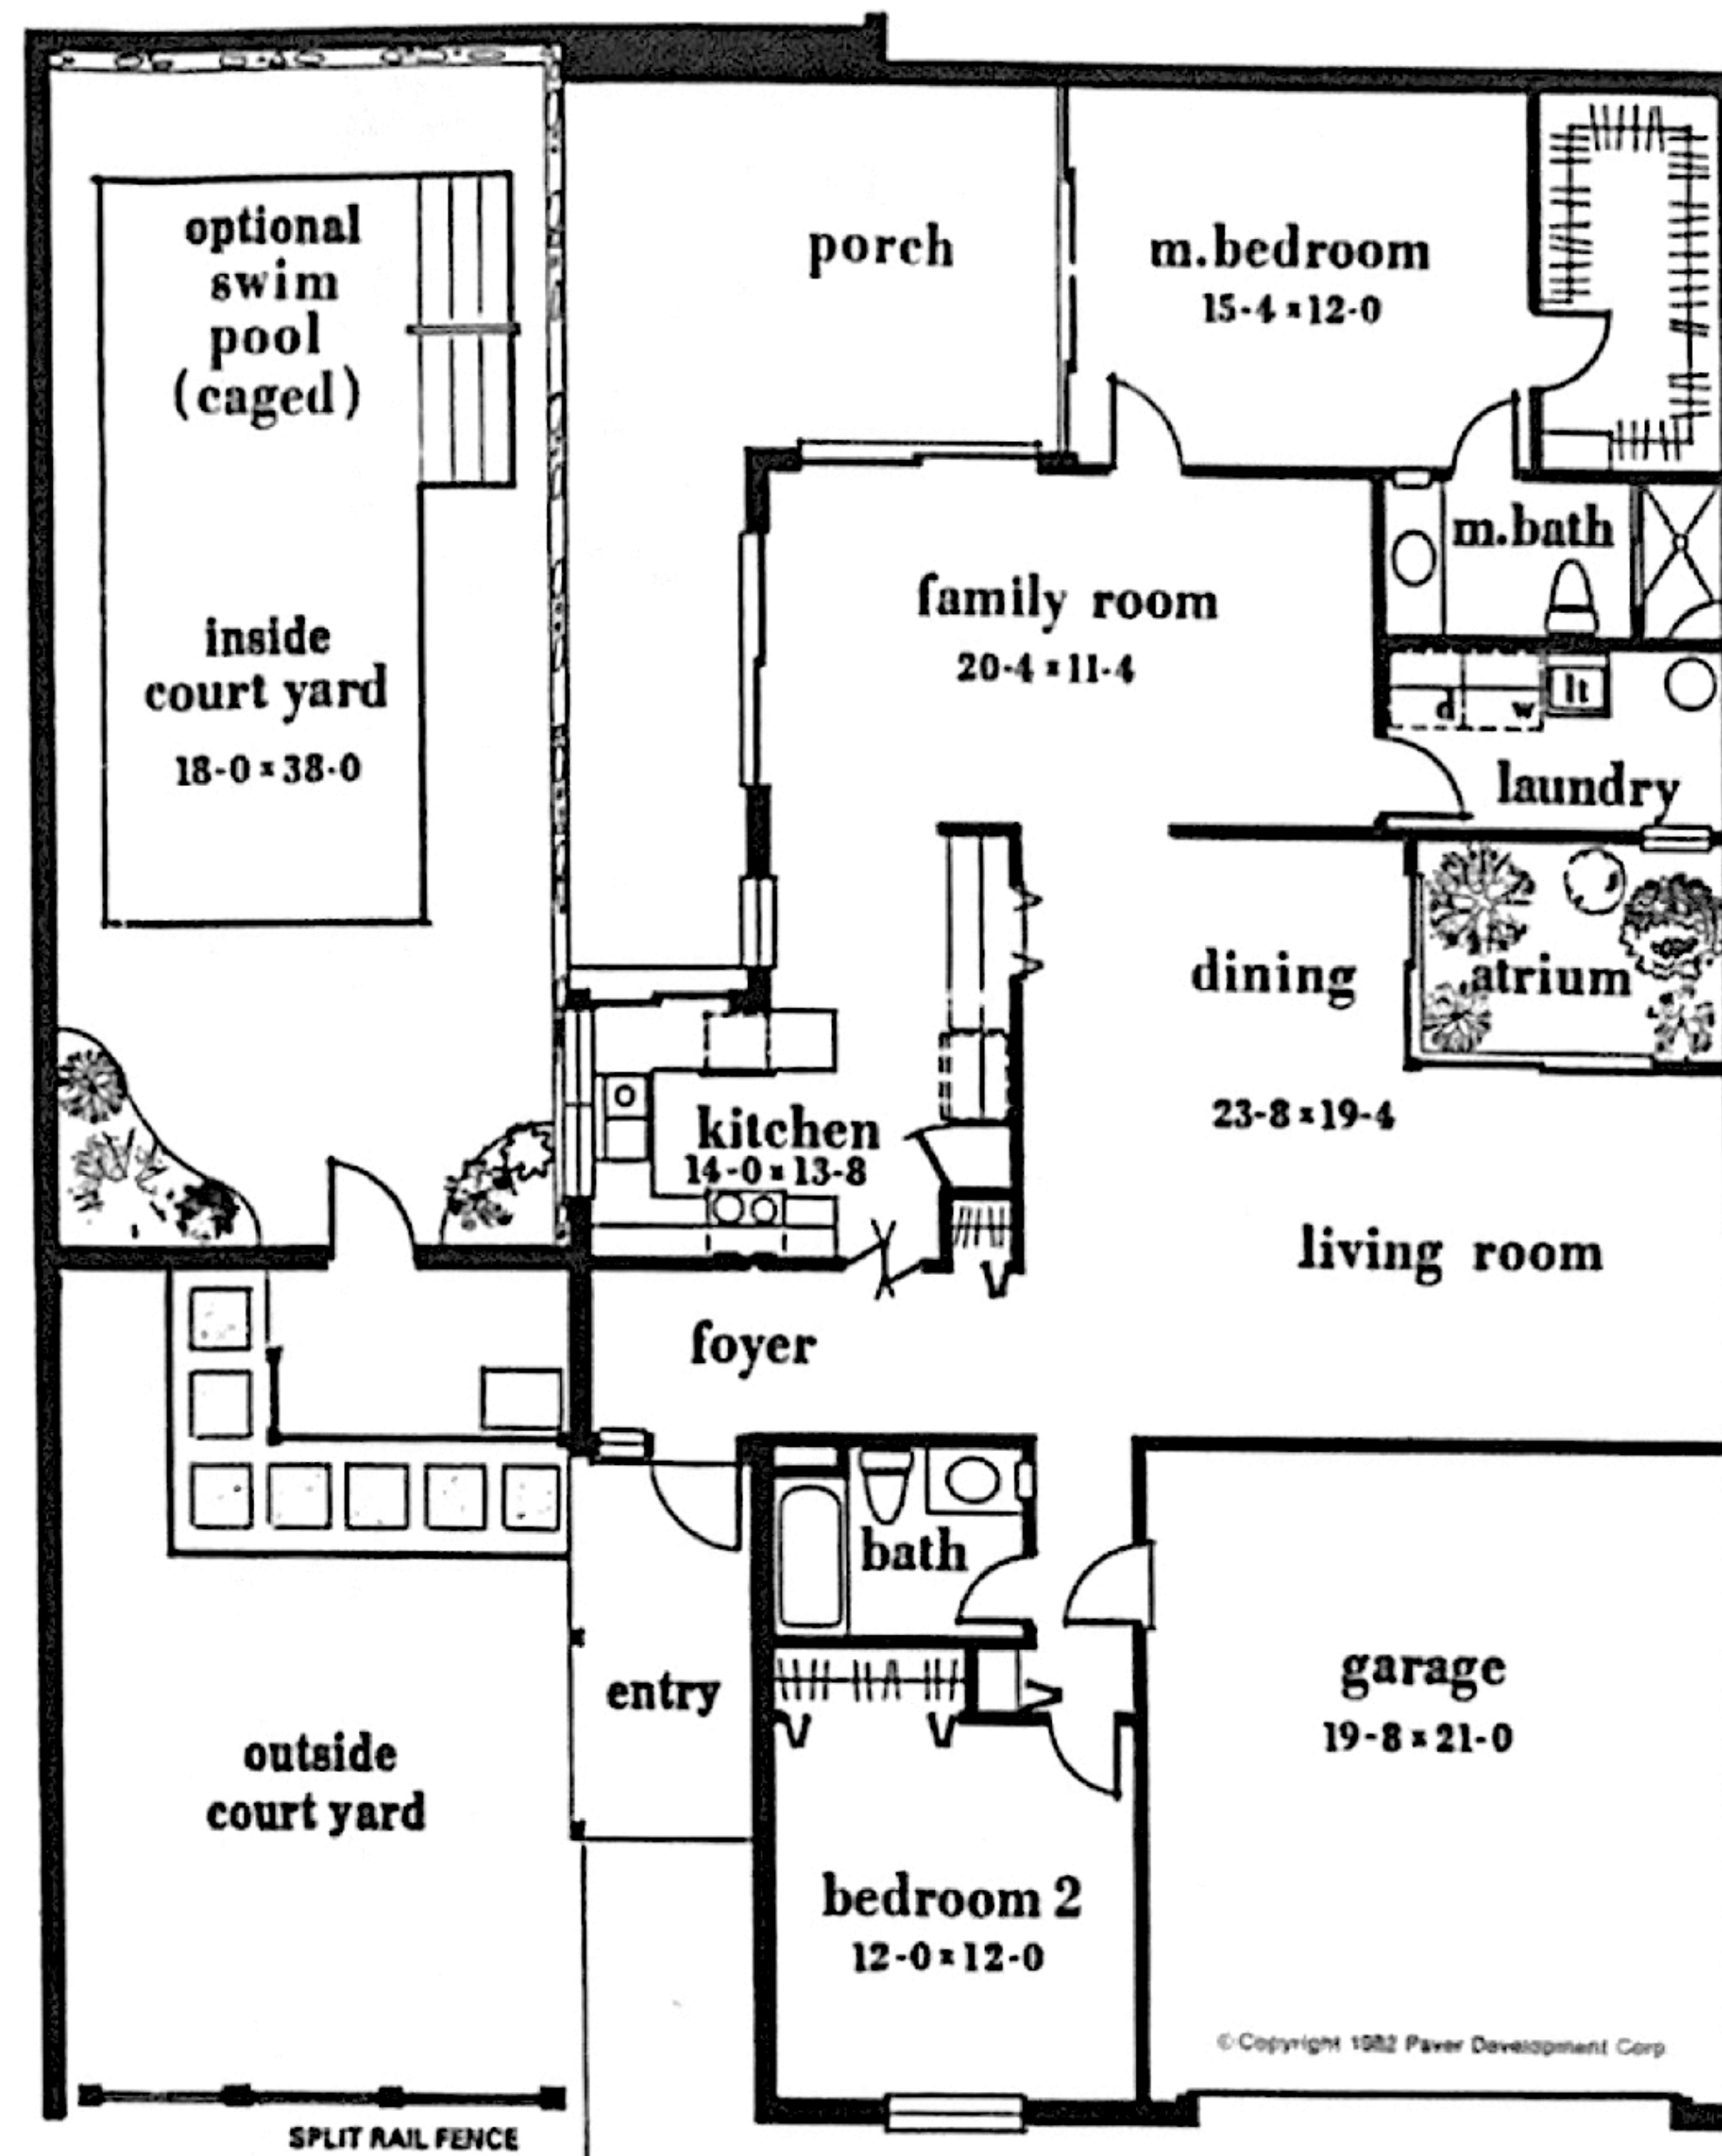 optional
swim
pool
(caged)
porch
m.bedroom
15-4 x 12-0
m.bath
family room
20-4 x 11-4
inside
court yard
18-0 x 38-0
lt
d w
laundry
dining
atrium
23-8 x 19-4
kitchen
14-0 x 13-8
living room
foyer
bath
entry
garage
19-8 x 21-0
outside
court yard
bedroom 2
12-0 x 12-0
© Copyright 1982 Paver Development Corp
SPLIT RAIL FENCE